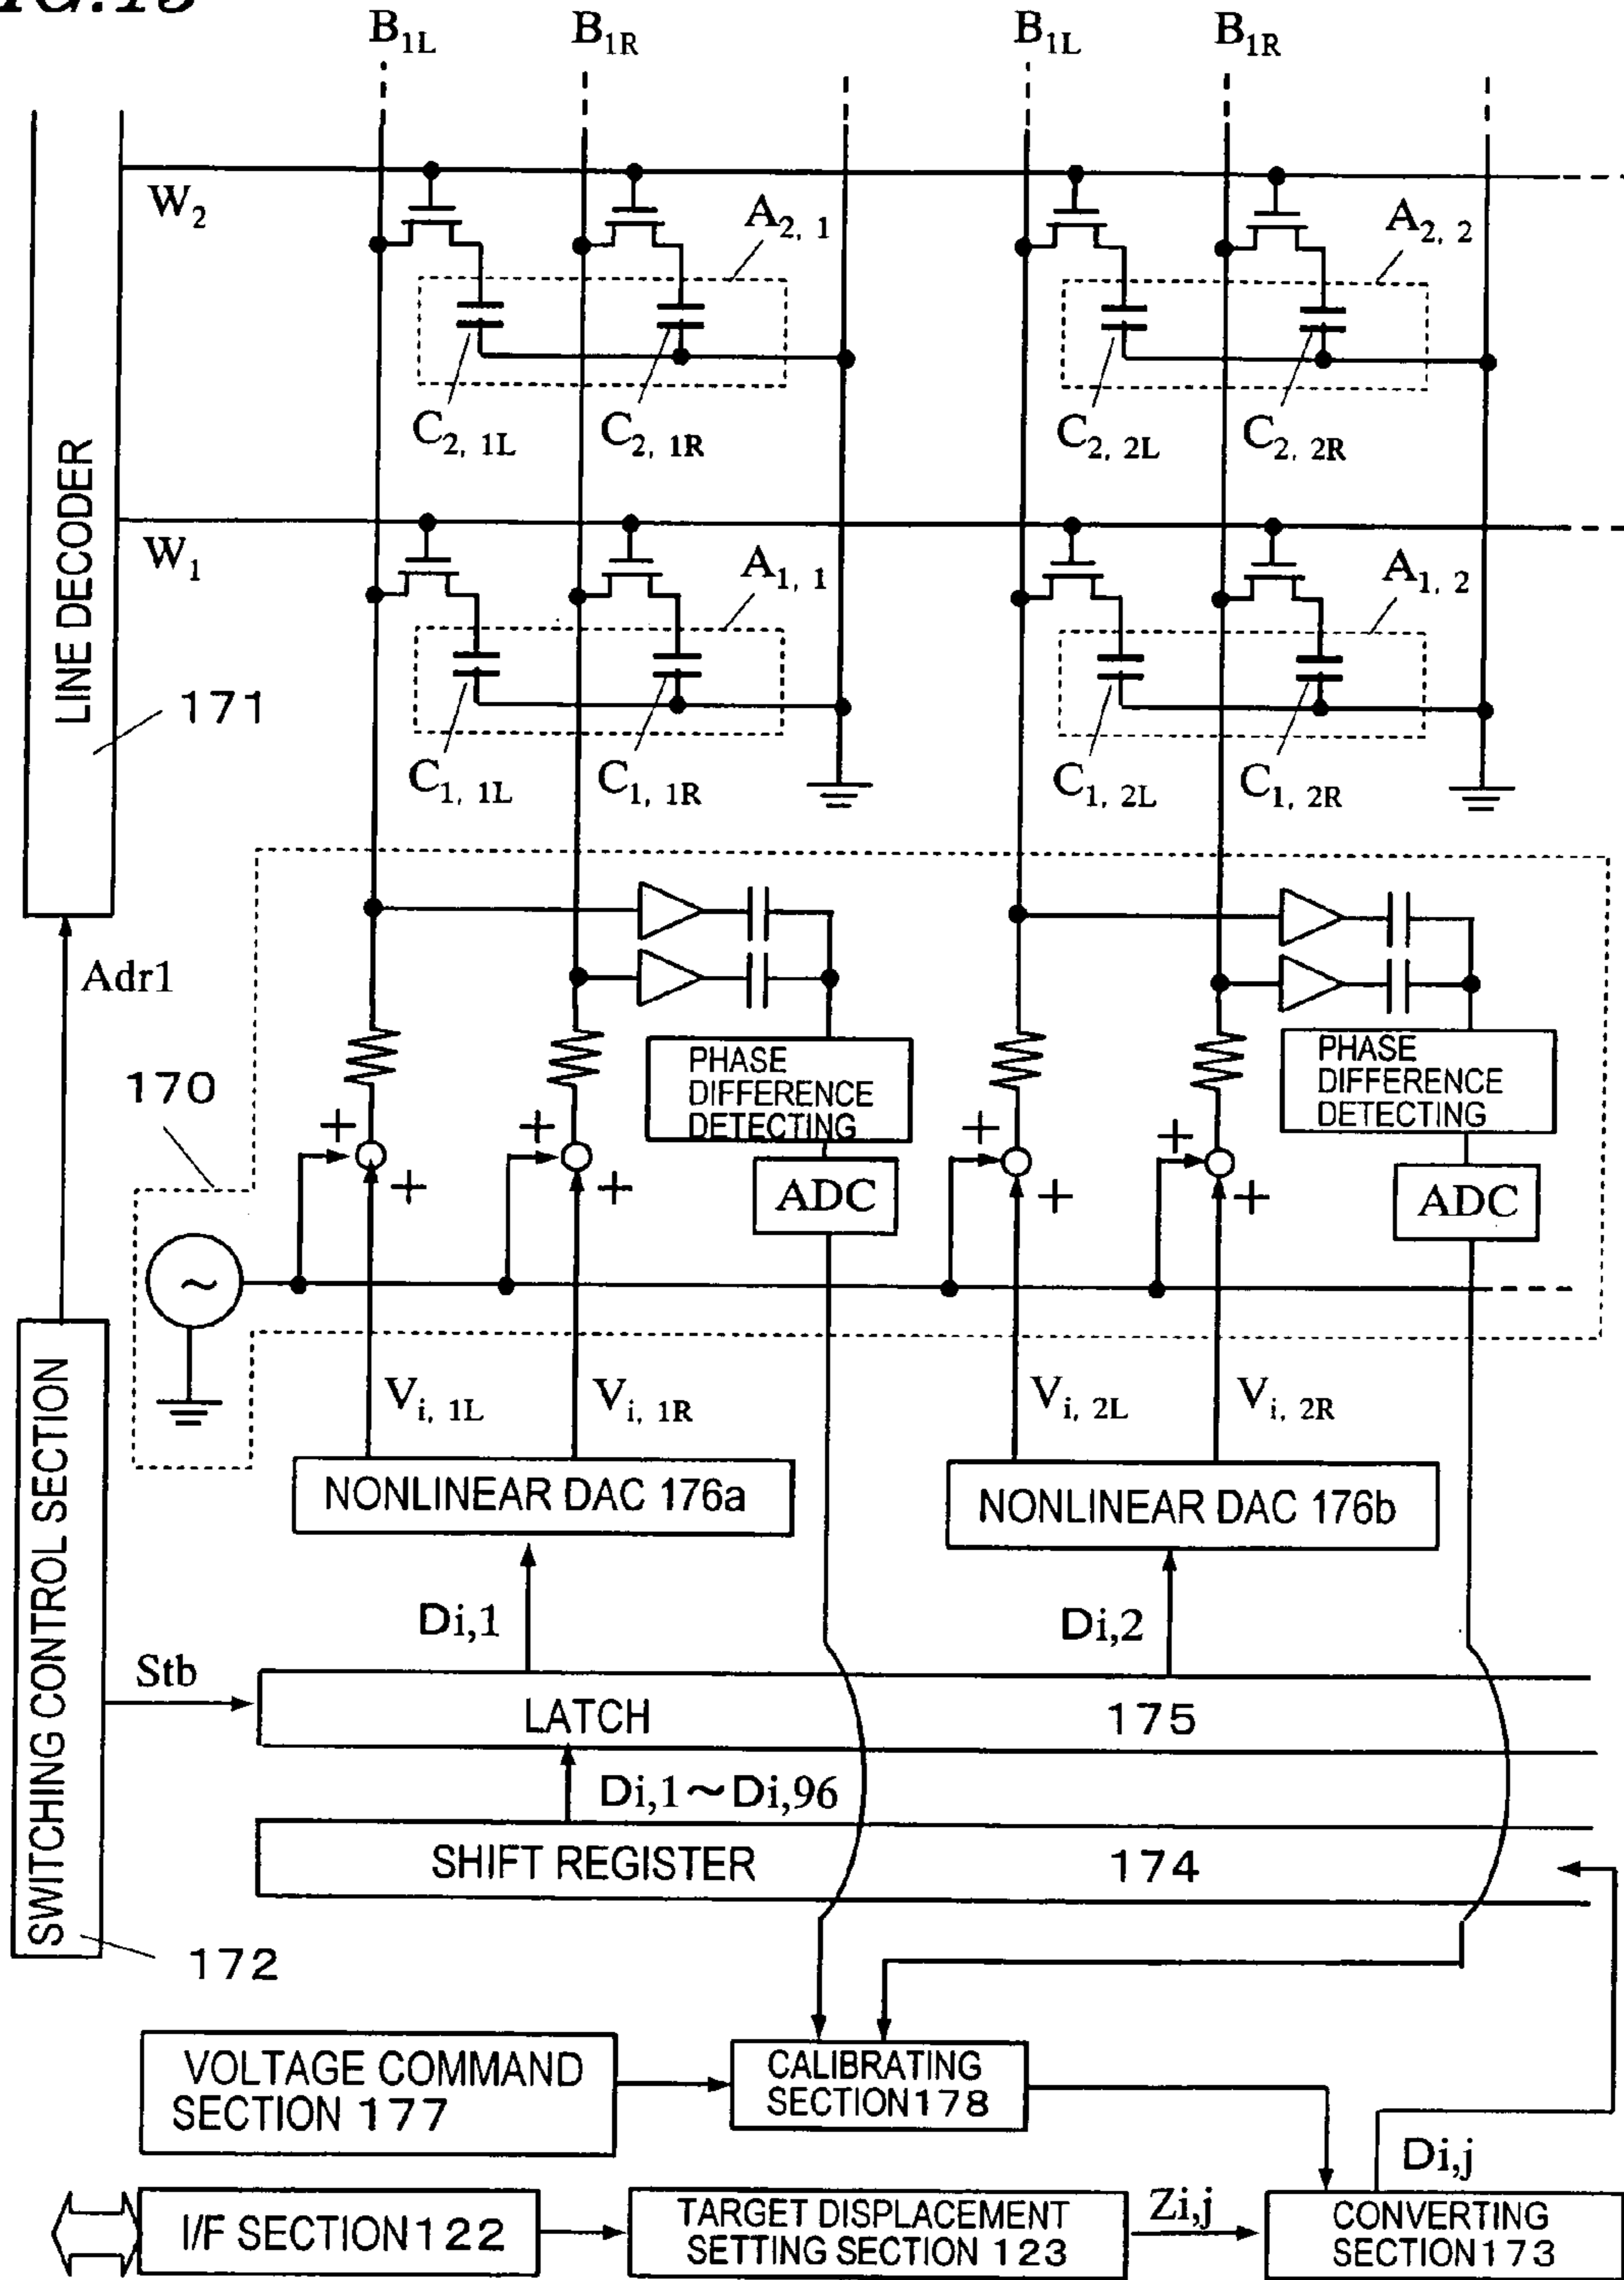 FIG.15
B1L B1R B1L B1R
W2
A2, 1
A2, 2
C2, 1L C2, 1R C2, 2L C2, 2R
LINE DECODER
171
W1
A1, 1
A1, 2
C1, 1L C1, 1R C1, 2L C1, 2R
Adr1
170
PHASE
DIFFERENCE
DETECTING
PHASE
DIFFERENCE
DETECTING
+ + + +
+ + + +
ADC
ADC
~
Vi, 1L Vi, 1R Vi, 2L Vi, 2R
NONLINEAR DAC 176a
NONLINEAR DAC 176b
SWITCHING CONTROL SECTION
172
Di,1
Di,2
Stb
LATCH 175
Di,1~Di,96
SHIFT REGISTER 174
VOLTAGE COMMAND
SECTION 177
CALIBRATING
SECTION178
Di,j
I/F SECTION122
TARGET DISPLACEMENT
SETTING SECTION 123
Zi,j
CONVERTING
SECTION173